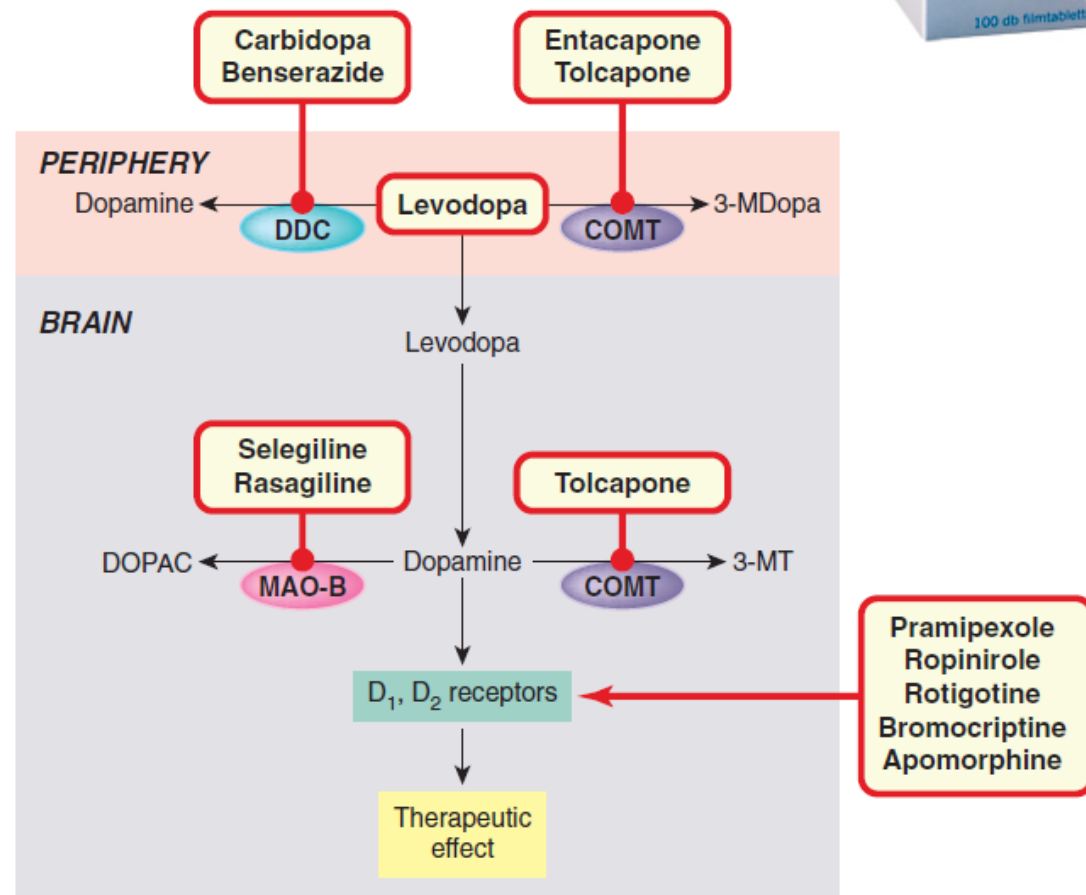 100 db filmtablett
Carbidopa
Benserazide
Entacapone
Tolcapone
PERIPHERY
Dopamine
DDC
Levodopa
COMT
3-MDopa
BRAIN
Levodopa
Selegiline
Rasagiline
Tolcapone
DOPAC
MAO-B
Dopamine
COMT
3-MT
D₁, D₂ receptors
Pramipexole
Ropinirole
Rotigotine
Bromocriptine
Apomorphine
Therapeutic
effect